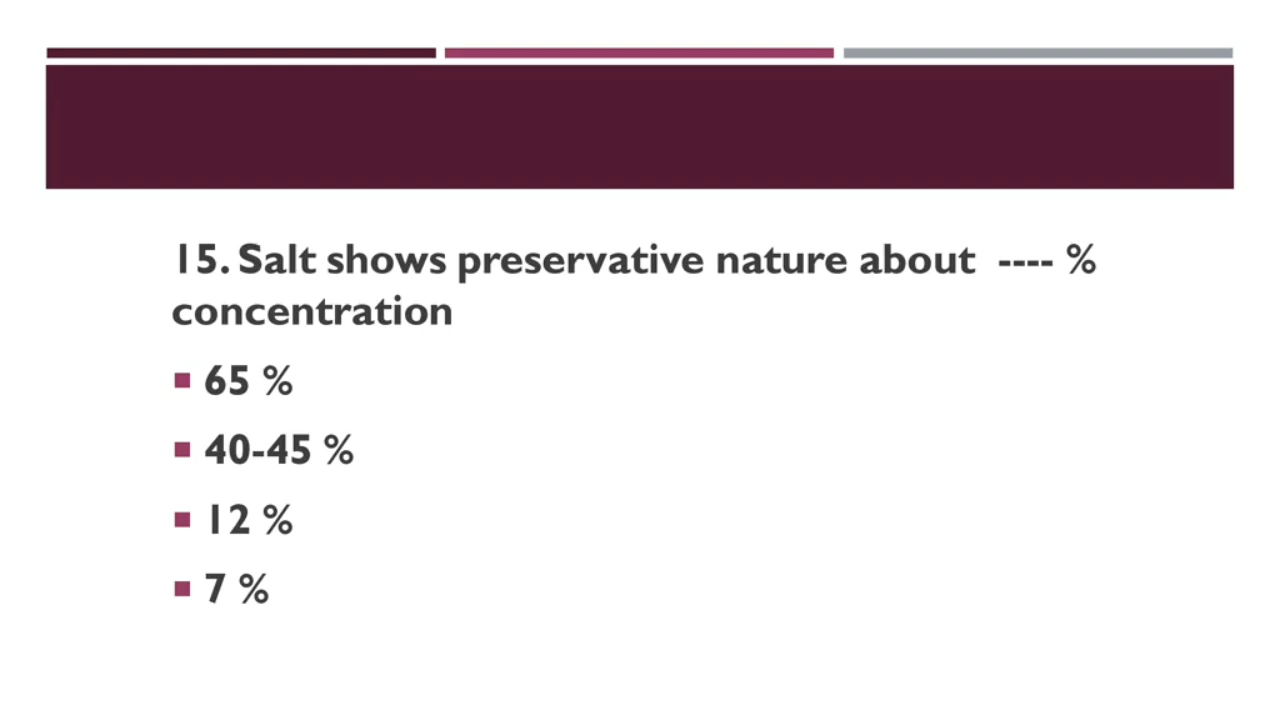 15. Salt shows preservative nature about ---- %
concentration
65 %
40-45 %
12 %
7 %